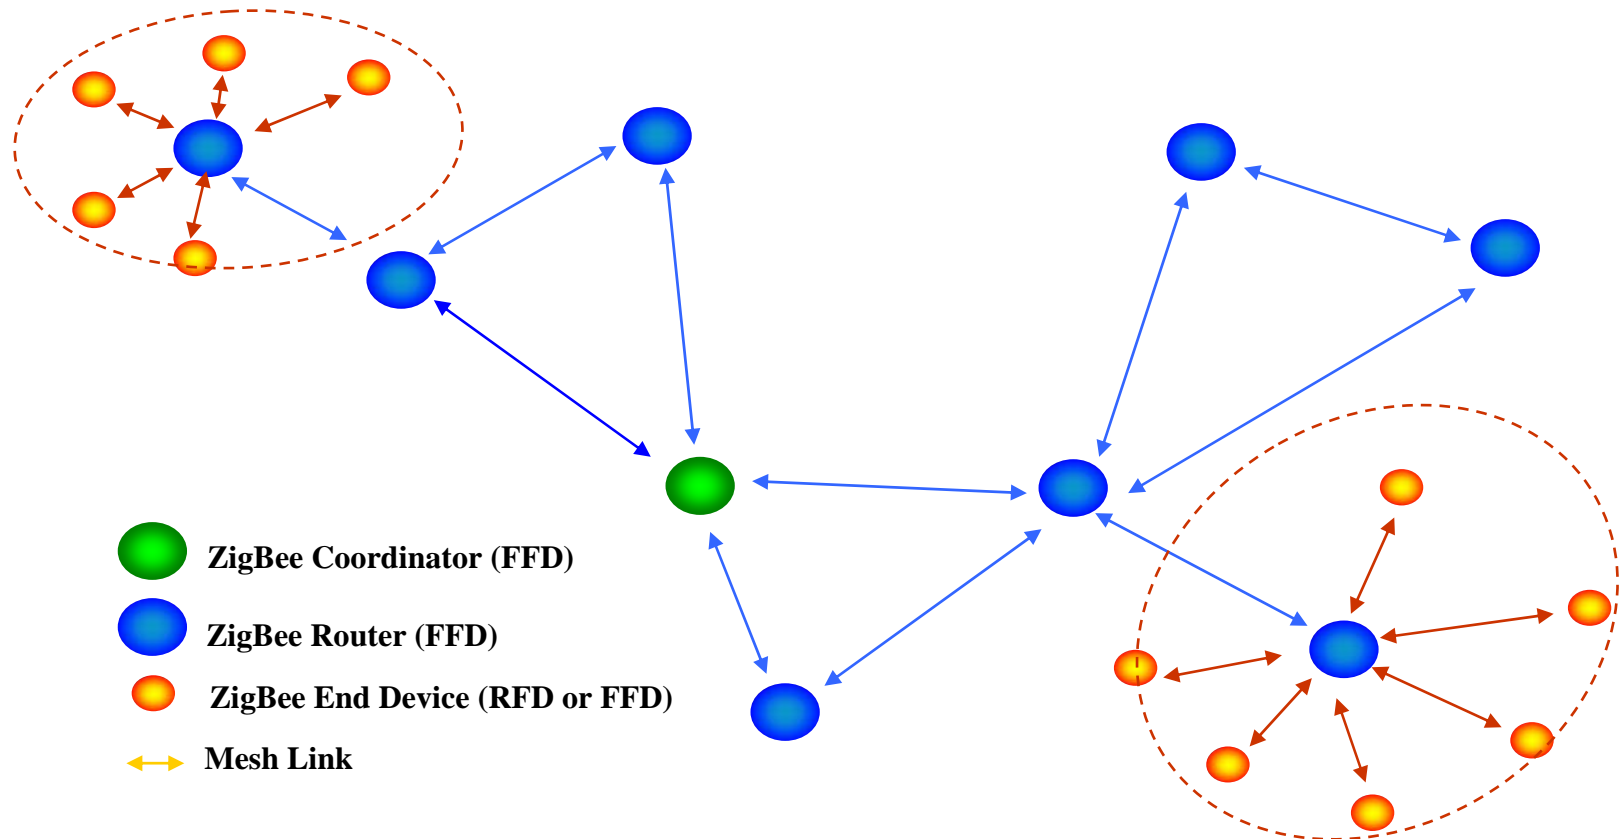 ZigBee Coordinator (FFD)
ZigBee Router (FFD)
ZigBee End Device (RFD or FFD)
Mesh Link